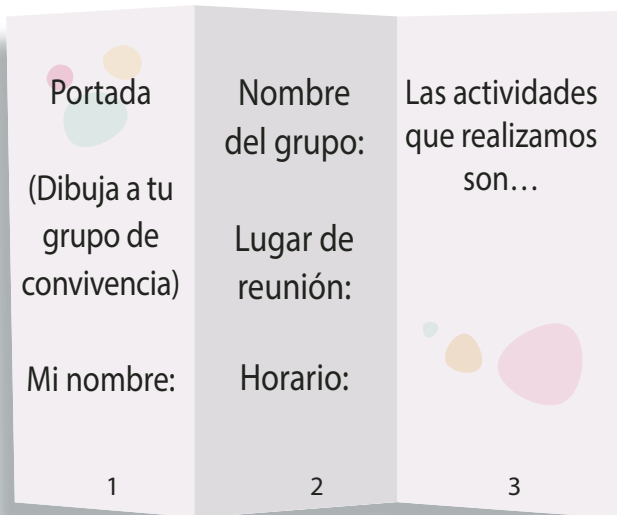 Portada
(Dibuja a tu
grupo de
convivencia)
Mi nombre:
1
Nombre
del grupo:
Lugar de
reunión:
Horario:
2
Las actividades
que realizamos
son…
3